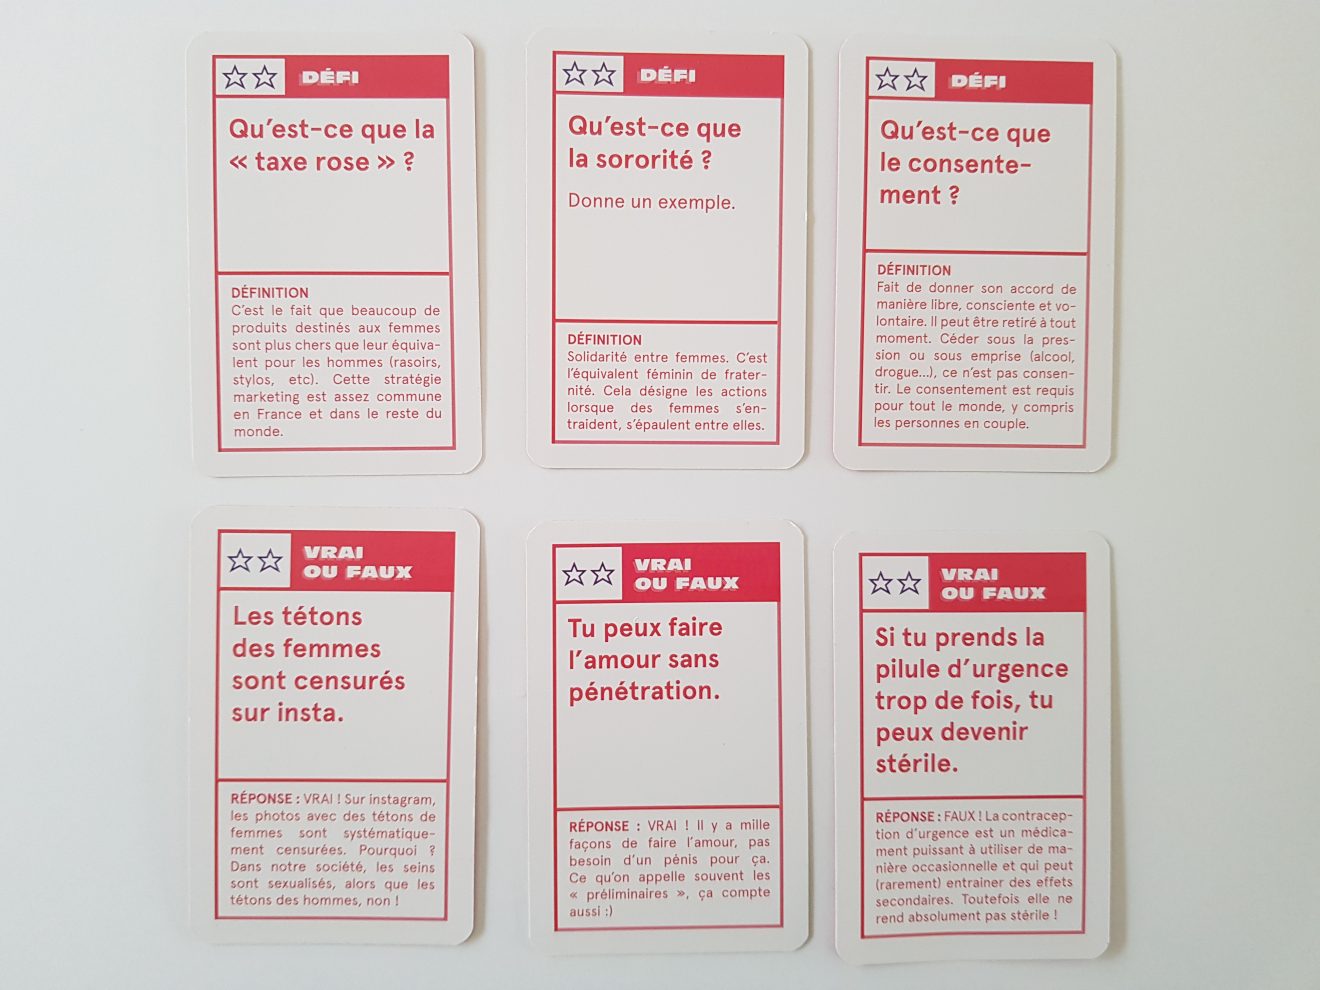 DÉFI
Qu'est-ce que la
« taxe rose » ?
DÉFINITION
C'est le fait que beaucoup de
produits destinés aux femmes
sont plus chers que leur équiva-
lent pour les hommes (rasoirs,
stylos, etc). Cette stratégie
marketing est assez commune
en France et dans le reste du
monde.
DÉFI
Qu'est-ce que
la sororité ?
Donne un exemple.
DÉFINITION
Solidarité entre femmes. C'est
l'équivalent féminin de frater-
nité. Cela désigne les actions
lorsque des femmes s'en-
traident, s'épaulent entre elles.
DÉFI
Qu'est-ce que
le consente-
ment ?
DÉFINITION
Fait de donner son accord de
manière libre, consciente et vo-
lontaire. Il peut être retiré à tout
moment. Céder sous la pres-
sion ou sous emprise (alcool,
drogue...), ce n'est pas consen-
tir. Le consentement est requis
pour tout le monde, y compris
les personnes en couple.
VRAI
OU FAUX
Les tétons
des femmes
sont censurés
sur insta.
RÉPONSE : VRAI ! Sur instagram,
les photos avec des tétons de
femmes sont systématique-
ment censurées. Pourquoi ?
Dans notre société, les seins
sont sexualisés, alors que les
tétons des hommes, non !
VRAI
OU FAUX
Tu peux faire
l'amour sans
pénétration.
RÉPONSE : VRAI ! Il y a mille
façons de faire l'amour, pas
besoin d'un pénis pour ça.
Ce qu'on appelle souvent les
« préliminaires », ça compte
aussi :)
VRAI
OU FAUX
Si tu prends la
pilule d'urgence
trop de fois, tu
peux devenir
stérile.
RÉPONSE : FAUX ! La contracep-
tion d'urgence est un médica-
ment puissant à utiliser de ma-
nière occasionnelle et qui peut
(rarement) entrainer des effets
secondaires. Toutefois elle ne
rend absolument pas stérile !